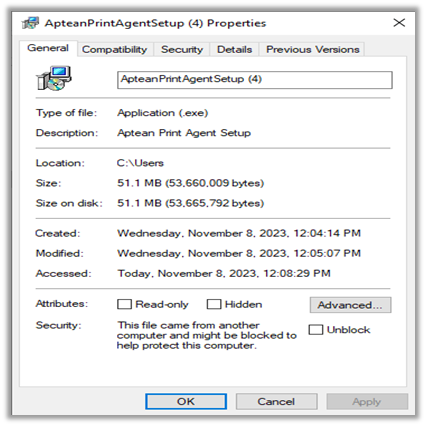 ApteanPrintAgentSetup (4) Properties
General Compatibility Security Details Previous Versions
ApteanPrintAgentSetup (4)
Type of file: Application (.exe)
Description: Aptean Print Agent Setup
Location: C:\Users
Size: 51.1 MB (53,660,009 bytes)
Size on disk: 51.1 MB (53,665,792 bytes)
Created: Wednesday, November 8, 2023, 12:04:14 PM
Modified: Wednesday, November 8, 2023, 12:05:07 PM
Accessed: Today, November 8, 2023, 12:08:29 PM
Attributes: Read-only Hidden Advanced...
Security: This file came from another
computer and might be blocked to
help protect this computer.
Unblock
OK Cancel Apply